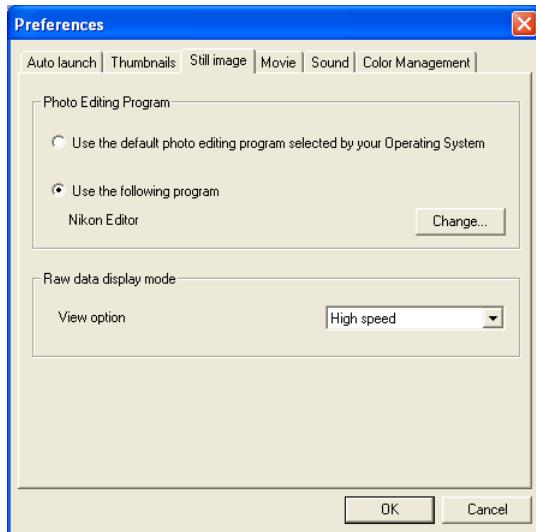 Preferences
Auto launch Thumbnails Still image Movie Sound Color Management
Photo Editing Program
Use the default photo editing program selected by your Operating System
Use the following program
Nikon Editor Change...
Raw data display mode
View option High speed
OK Cancel